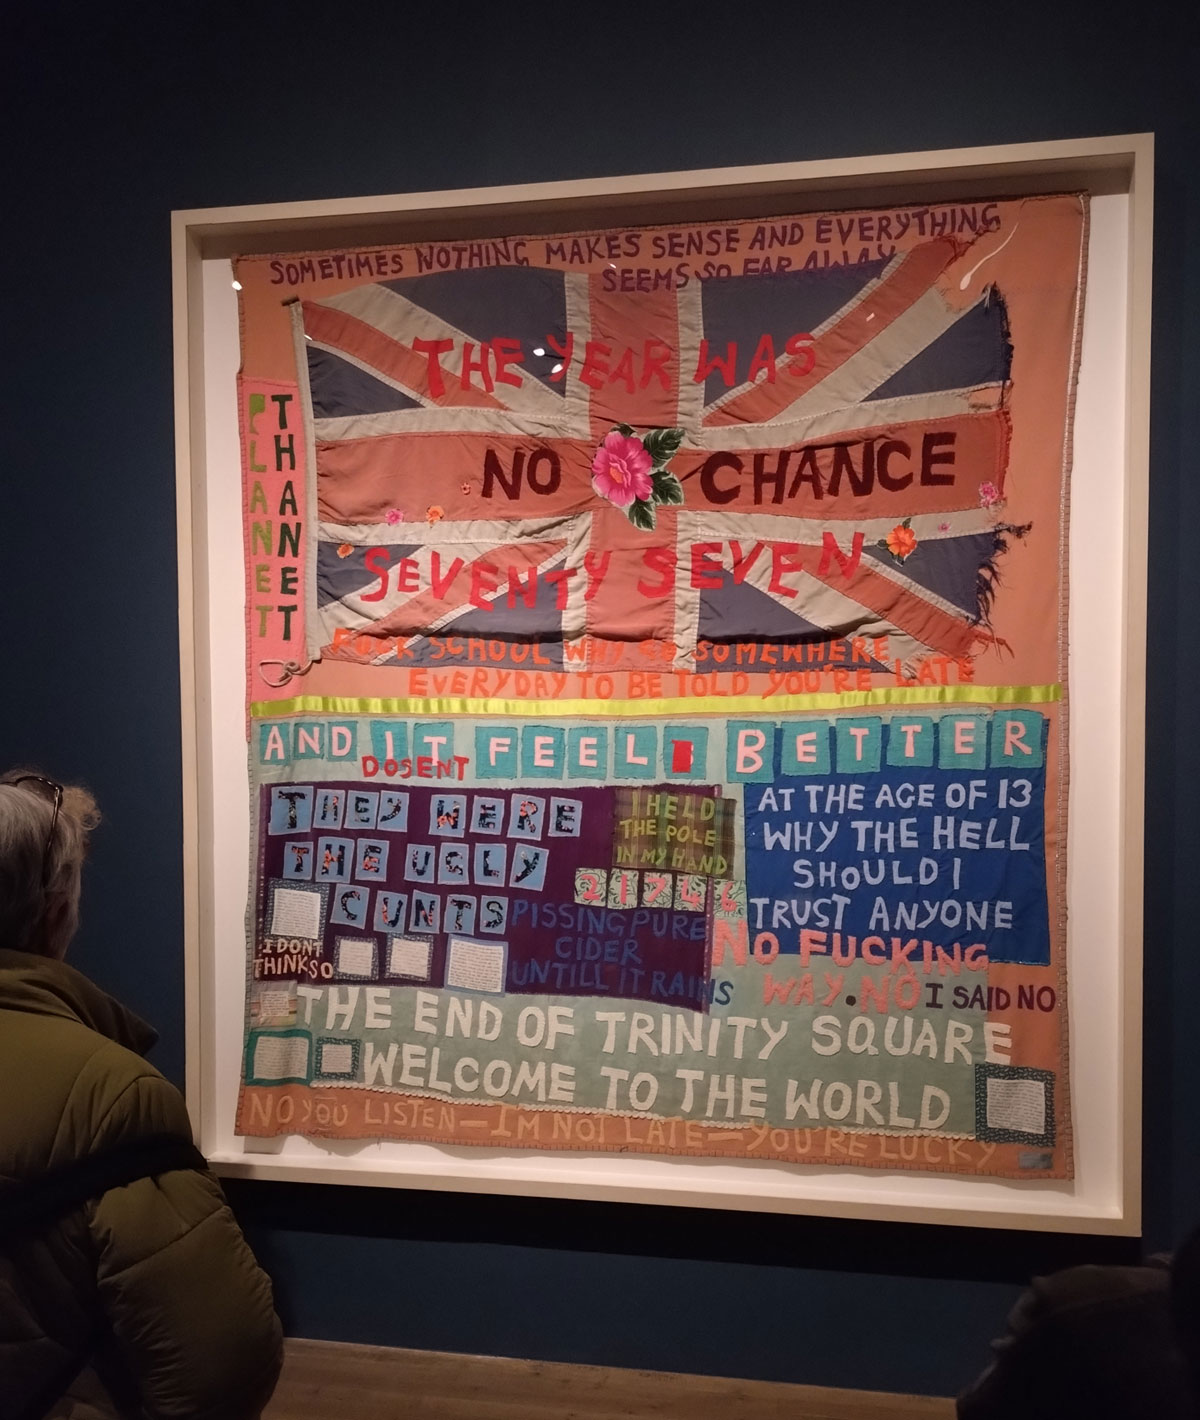 SOMETIMES NOTHING MAKES SENSE AND EVERYTHING
SEEMS SO FAR AWAY
THE YEAR WAS
NO CHANCE
SEVENTY SEVEN
PLANET
THANET
FUCK SCHOOL WHY GO SOMEWHERE
EVERYDAY TO BE TOLD YOU'RE LATE
AND IT FEEL BETTER
DOSENT
THEY WERE
THE UGLY
CUNTS
I HELD
THE POLE
IN MY HAND
21746
AT THE AGE OF 13
WHY THE HELL
SHOULD I
TRUST ANYONE
NO FUCKING
WAY.NO I SAID NO
PISSING PURE
CIDER
UNTILL IT RAINS
I DONT
THINK SO
THE END OF TRINITY SQUARE
WELCOME TO THE WORLD
NO YOU LISTEN—I'M NOT LATE—YOU'RE LUCKY